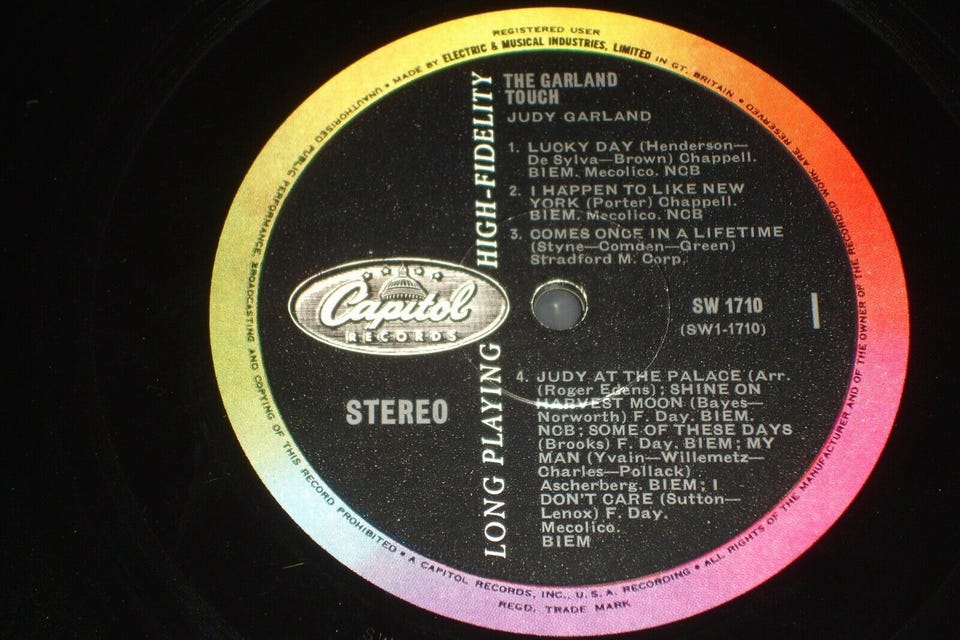 REGISTERED USER
MADE BY ELECTRIC & MUSICAL INDUSTRIES, LIMITED IN GT. BRITAIN • UNAUTHORISED PUBLIC PERFORMANCE, BROADCASTING AND COPYING OF THIS RECORD PROHIBITED • A CAPITOL RECORDS, INC., U.S.A. RECORDING • ALL RIGHTS OF THE MANUFACTURER AND OF THE OWNER OF THE RECORDED WORK ARE RESERVED •
REGD. TRADE MARK
THE GARLAND
TOUCH
JUDY GARLAND
1. LUCKY DAY (Henderson—
De Sylva—Brown) Chappell.
BIEM. Mecolico. NCB
2. I HAPPEN TO LIKE NEW
YORK (Porter) Chappell.
BIEM. Mecolico. NCB
3. COMES ONCE IN A LIFETIME
(Styne—Comden—Green)
Stradford M. Corp.
LONG PLAYING HIGH-FIDELITY
Capitol
RECORDS
SW 1710
(SW1-1710)
1
STEREO
4. JUDY AT THE PALACE (Arr.
(Roger Edens); SHINE ON
HARVEST MOON (Bayes—
Norworth) F. Day. BIEM.
NCB; SOME OF THESE DAYS
(Brooks) F. Day. BIEM; MY
MAN (Yvain—Willemetz—
Charles—Pollack)
Ascherberg. BIEM; I
DON'T CARE (Sutton—
Lenox) F. Day.
Mecolico.
BIEM